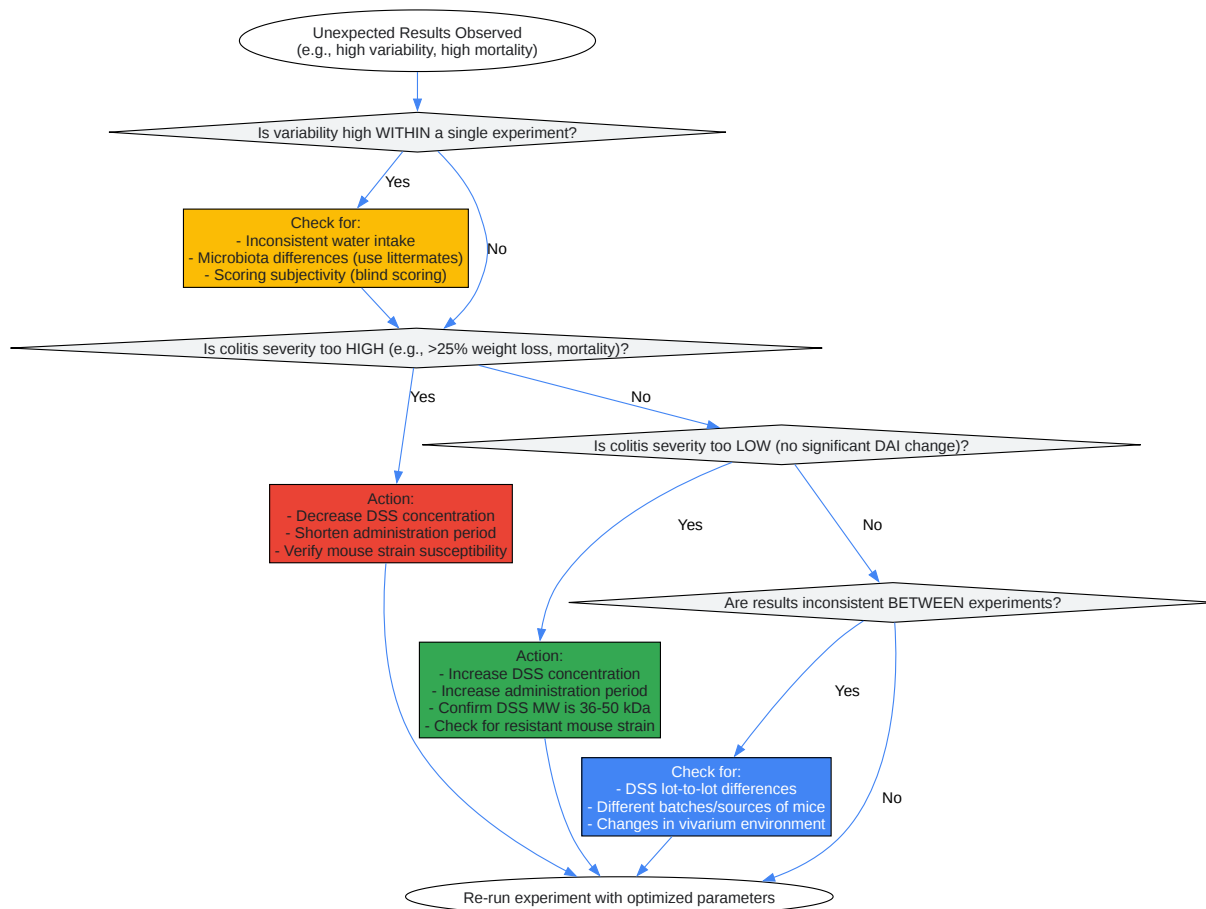 Unexpected Results Observed
(e.g., high variability, high mortality)
Is variability high WITHIN a single experiment?
Yes
Check for:
- Inconsistent water intake
- Microbiota differences (use littermates)
- Scoring subjectivity (blind scoring)
No
Is colitis severity too HIGH (e.g., >25% weight loss, mortality)?
Yes
No
Is colitis severity too LOW (no significant DAI change)?
Action:
- Decrease DSS concentration
- Shorten administration period
- Verify mouse strain susceptibility
Yes
No
Are results inconsistent BETWEEN experiments?
Action:
- Increase DSS concentration
- Increase administration period
- Confirm DSS MW is 36-50 kDa
- Check for resistant mouse strain
Yes
Check for:
- DSS lot-to-lot differences
- Different batches/sources of mice
- Changes in vivarium environment
No
Re-run experiment with optimized parameters